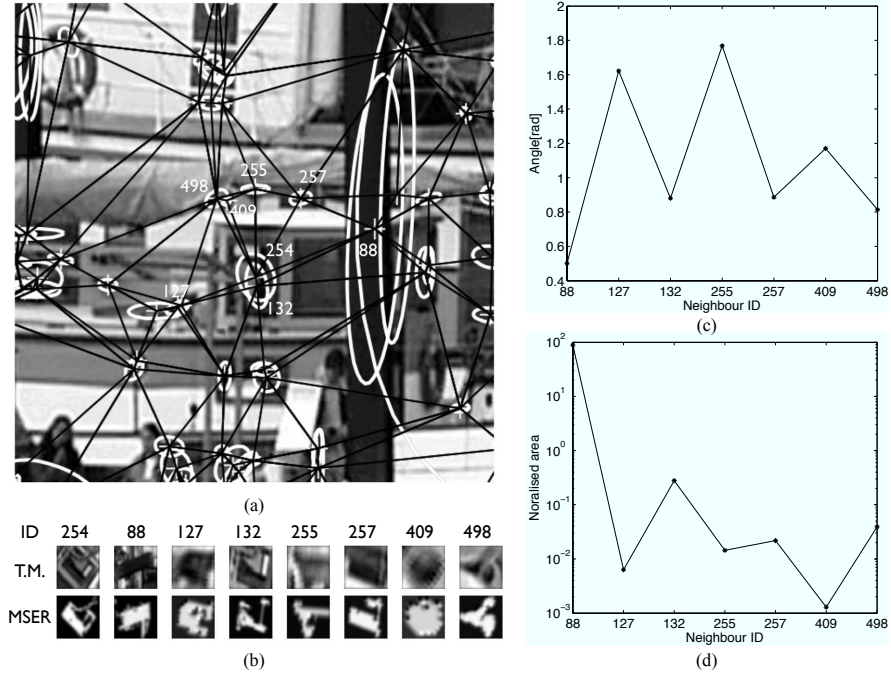 498
255
257
409
254
88
127
132
(a)
ID 254 88 127 132 255 257 409 498
T.M.
MSER
(b)
2
1.8
1.6
1.4
1.2
1
0.8
0.6
0.4
Angle[rad]
88 127 132 255 257 409 498
Neighbour ID
(c)
10^2
10^1
10^0
10^-1
10^-2
10^-3
Noralised area
88 127 132 255 257 409 498
Neighbour ID
(d)